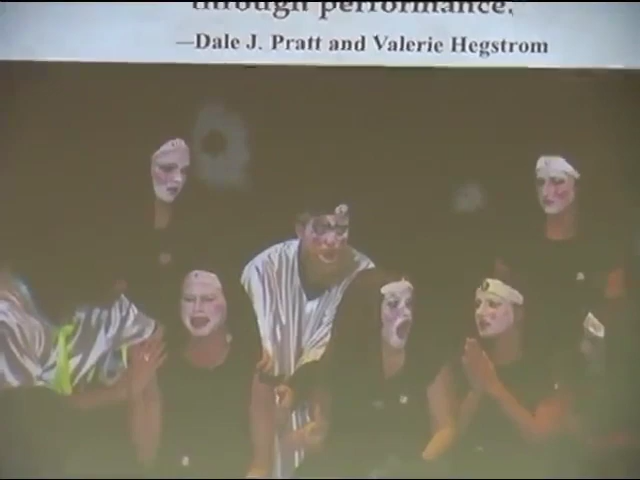 through performance.
—Dale J. Pratt and Valerie Hegstrom